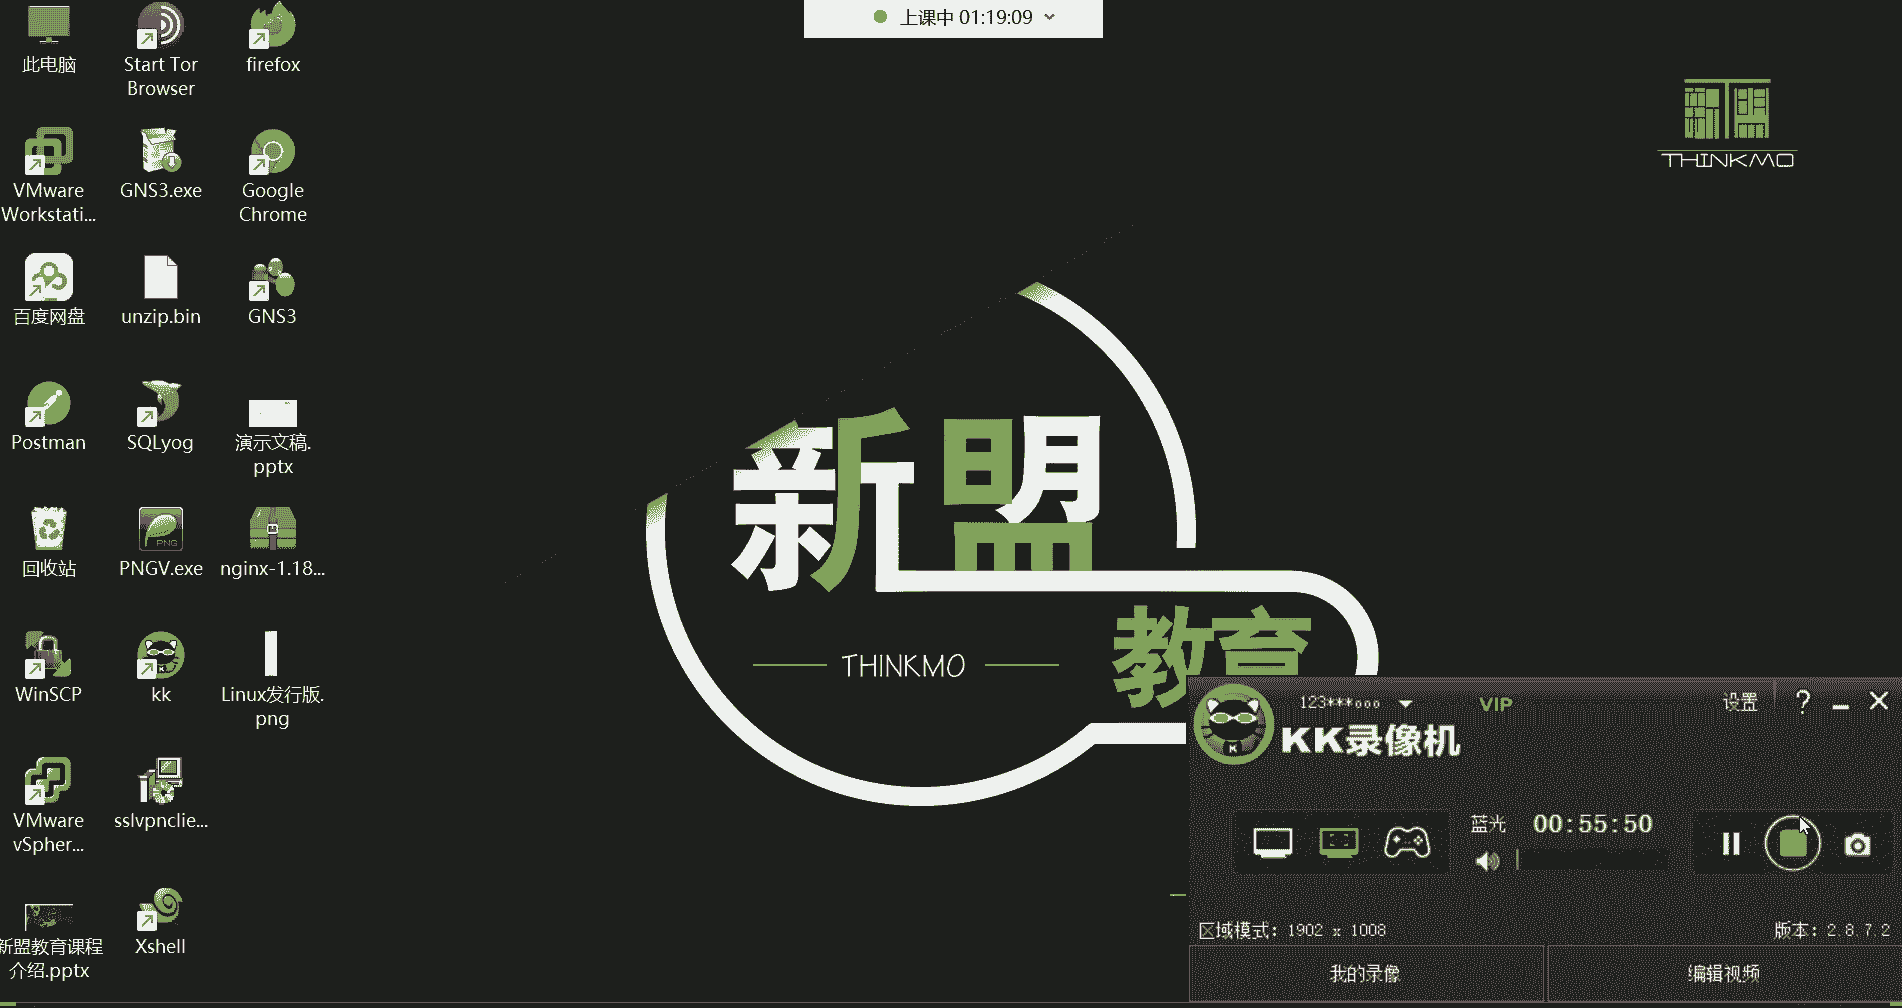 上课中 01:19:09
此电脑
Start Tor
Browser
firefox
THINKMO
VMware
Workstati...
GNS3.exe
Google
Chrome
百度网盘
unzip.bin
GNS3
Postman
SQLyog
演示文稿.
pptx
新盟
教育
THINKMO
回收站
PNG
PNGV.exe
nginx-1.18...
WinSCP
K
kk
Linux发行版.
png
VMware
vSpher...
sslvpnclie...
新盟教育课程
介绍.pptx
Xshell
123***ooo
VIP
设置
?
K
KK录像机
蓝光
00:55:50
区域模式: 1902 x 1008
版本: 2.8.7.2
我的录像
编辑视频